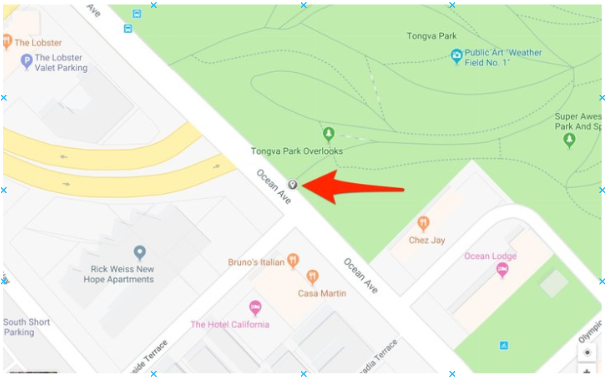 Ave
Tongva Park
The Lobster
The Lobster
Valet Parking
Public Art "Weather
Field No. 1"
Super Awes
Park And Sp
Tongva Park Overlooks
Ocean Ave
Chez Jay
Rick Weiss New
Hope Apartments
Bruno's Italian
Ocean Ave
Ocean Lodge
Casa Martin
South Short
Parking
The Hotel California
side Terrace
cadia Terrace
Olympic